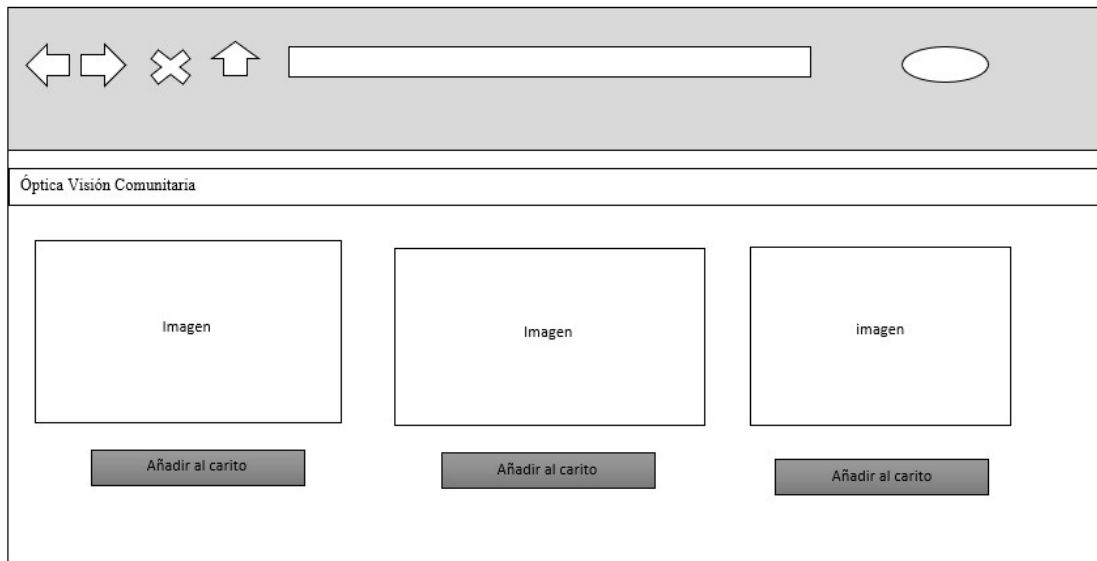 Óptica Visión Comunitaria
Imagen
Imagen
imagen
Añadir al carito
Añadir al carito
Añadir al carito